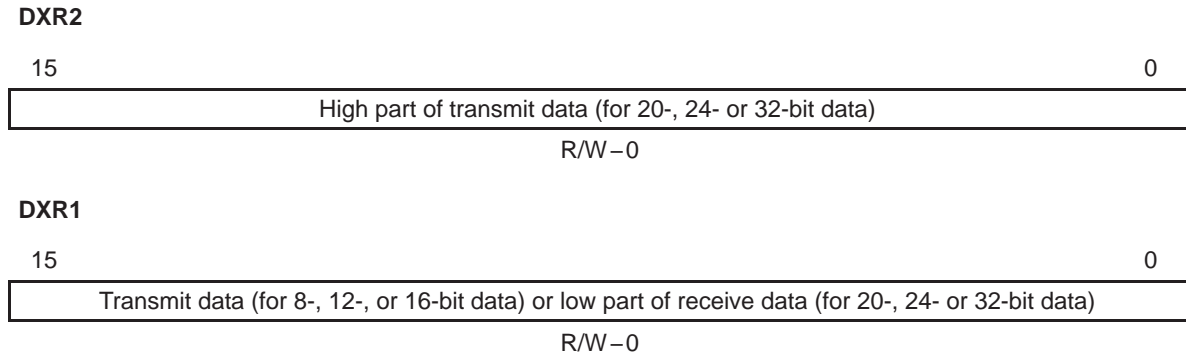 DXR2
15 0
High part of transmit data (for 20-, 24- or 32-bit data)
R/W–0
DXR1
15 0
Transmit data (for 8-, 12-, or 16-bit data) or low part of receive data (for 20-, 24- or 32-bit data)
R/W–0